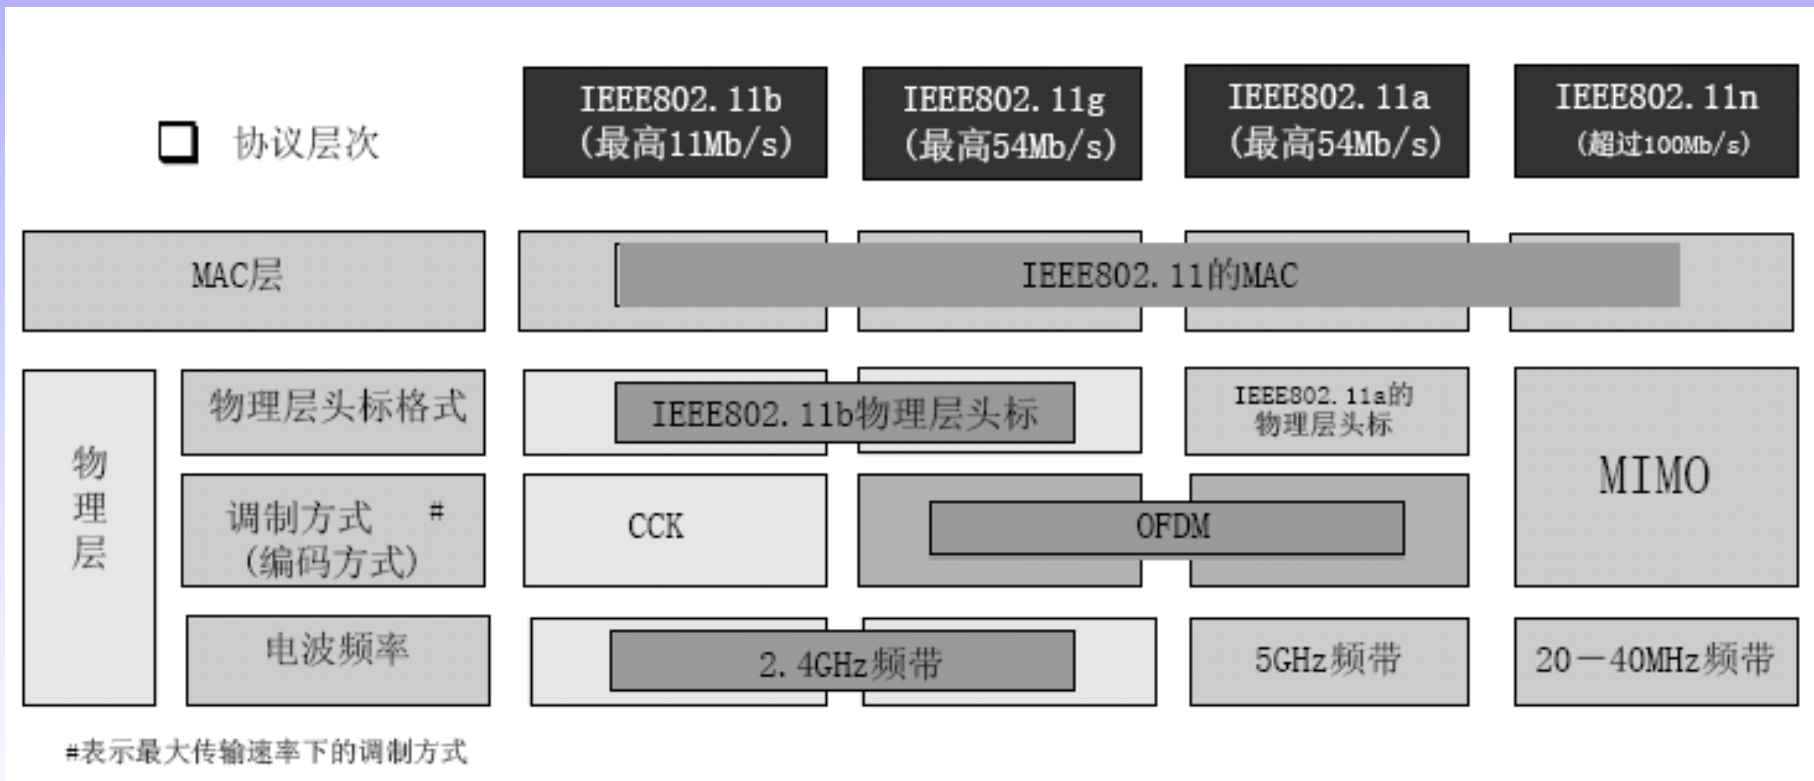 IEEE802.11b
(最高11Mb/s)
IEEE802.11g
(最高54Mb/s)
IEEE802.11a
(最高54Mb/s)
IEEE802.11n
(超过100Mb/s)
协议层次
MAC层
IEEE802.11的MAC
物理层
物理层头标格式
IEEE802.11b物理层头标
IEEE802.11a的
物理层头标
MIMO
调制方式 #
(编码方式)
CCK
OFDM
电波频率
2.4GHz频带
5GHz频带
20－40MHz频带
#表示最大传输速率下的调制方式